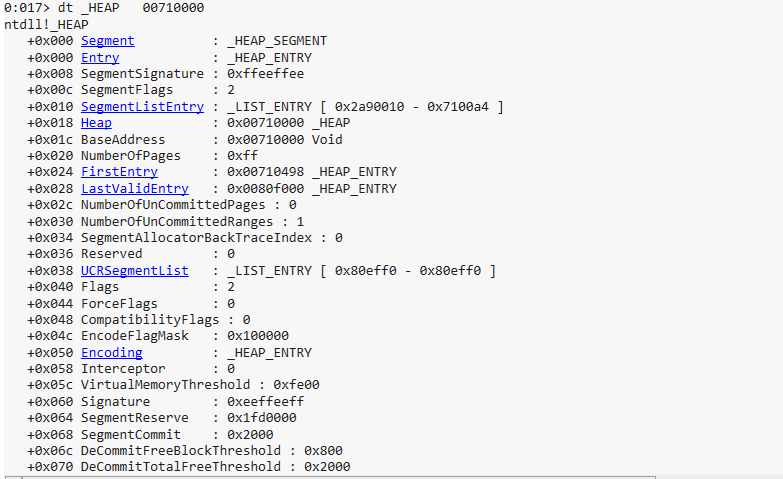 0:017> dt _HEAP 00710000
ntdll!_HEAP
+0x000 Segment : _HEAP_SEGMENT
+0x000 Entry : _HEAP_ENTRY
+0x008 SegmentSignature : 0xffeeffee
+0x00c SegmentFlags : 2
+0x010 SegmentListEntry : _LIST_ENTRY [ 0x2a90010 - 0x7100a4 ]
+0x018 Heap : 0x00710000 _HEAP
+0x01c BaseAddress : 0x00710000 Void
+0x020 NumberOfPages : 0xff
+0x024 FirstEntry : 0x00710498 _HEAP_ENTRY
+0x028 LastValidEntry : 0x0080f000 _HEAP_ENTRY
+0x02c NumberOfUnCommittedPages : 0
+0x030 NumberOfUnCommittedRanges : 1
+0x034 SegmentAllocatorBackTraceIndex : 0
+0x036 Reserved : 0
+0x038 UCRSegmentList : _LIST_ENTRY [ 0x80eff0 - 0x80eff0 ]
+0x040 Flags : 2
+0x044 ForceFlags : 0
+0x048 CompatibilityFlags : 0
+0x04c EncodeFlagMask : 0x100000
+0x050 Encoding : _HEAP_ENTRY
+0x058 Interceptor : 0
+0x05c VirtualMemoryThreshold : 0xfe00
+0x060 Signature : 0xeeffeeff
+0x064 SegmentReserve : 0x1fd0000
+0x068 SegmentCommit : 0x2000
+0x06c DeCommitFreeBlockThreshold : 0x800
+0x070 DeCommitTotalFreeThreshold : 0x2000